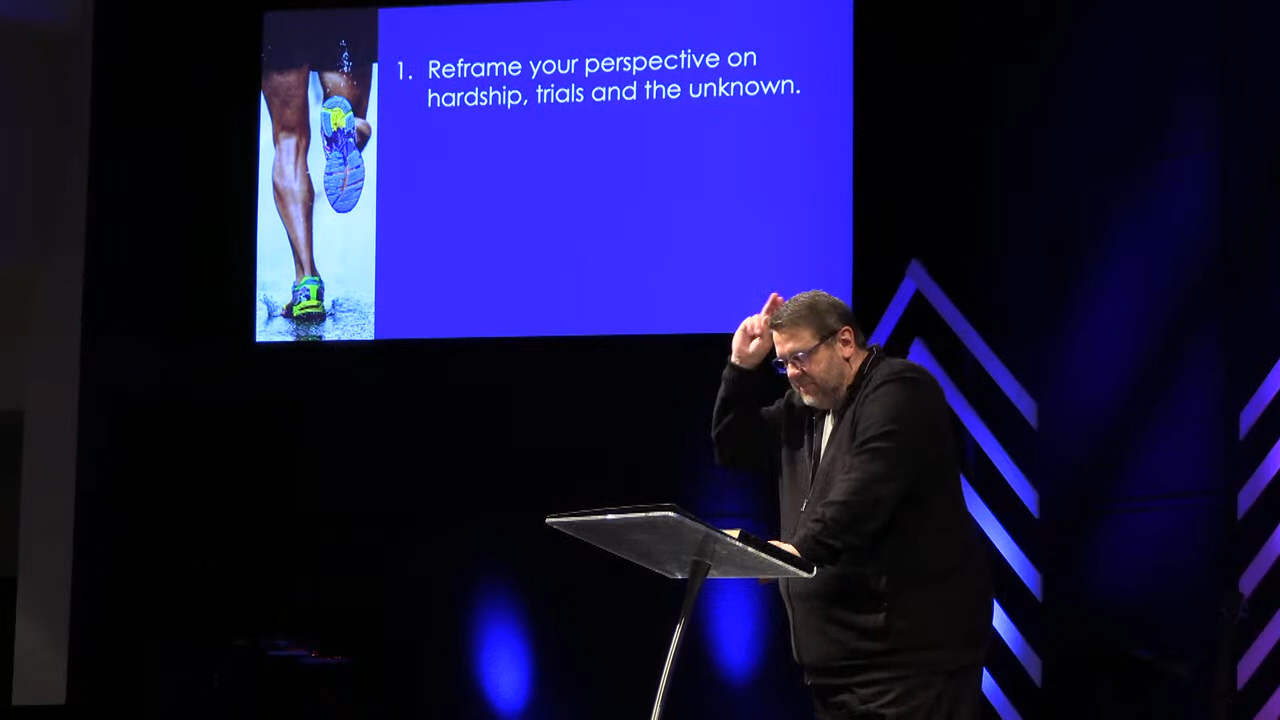 1. Reframe your perspective on
hardship, trials and the unknown.